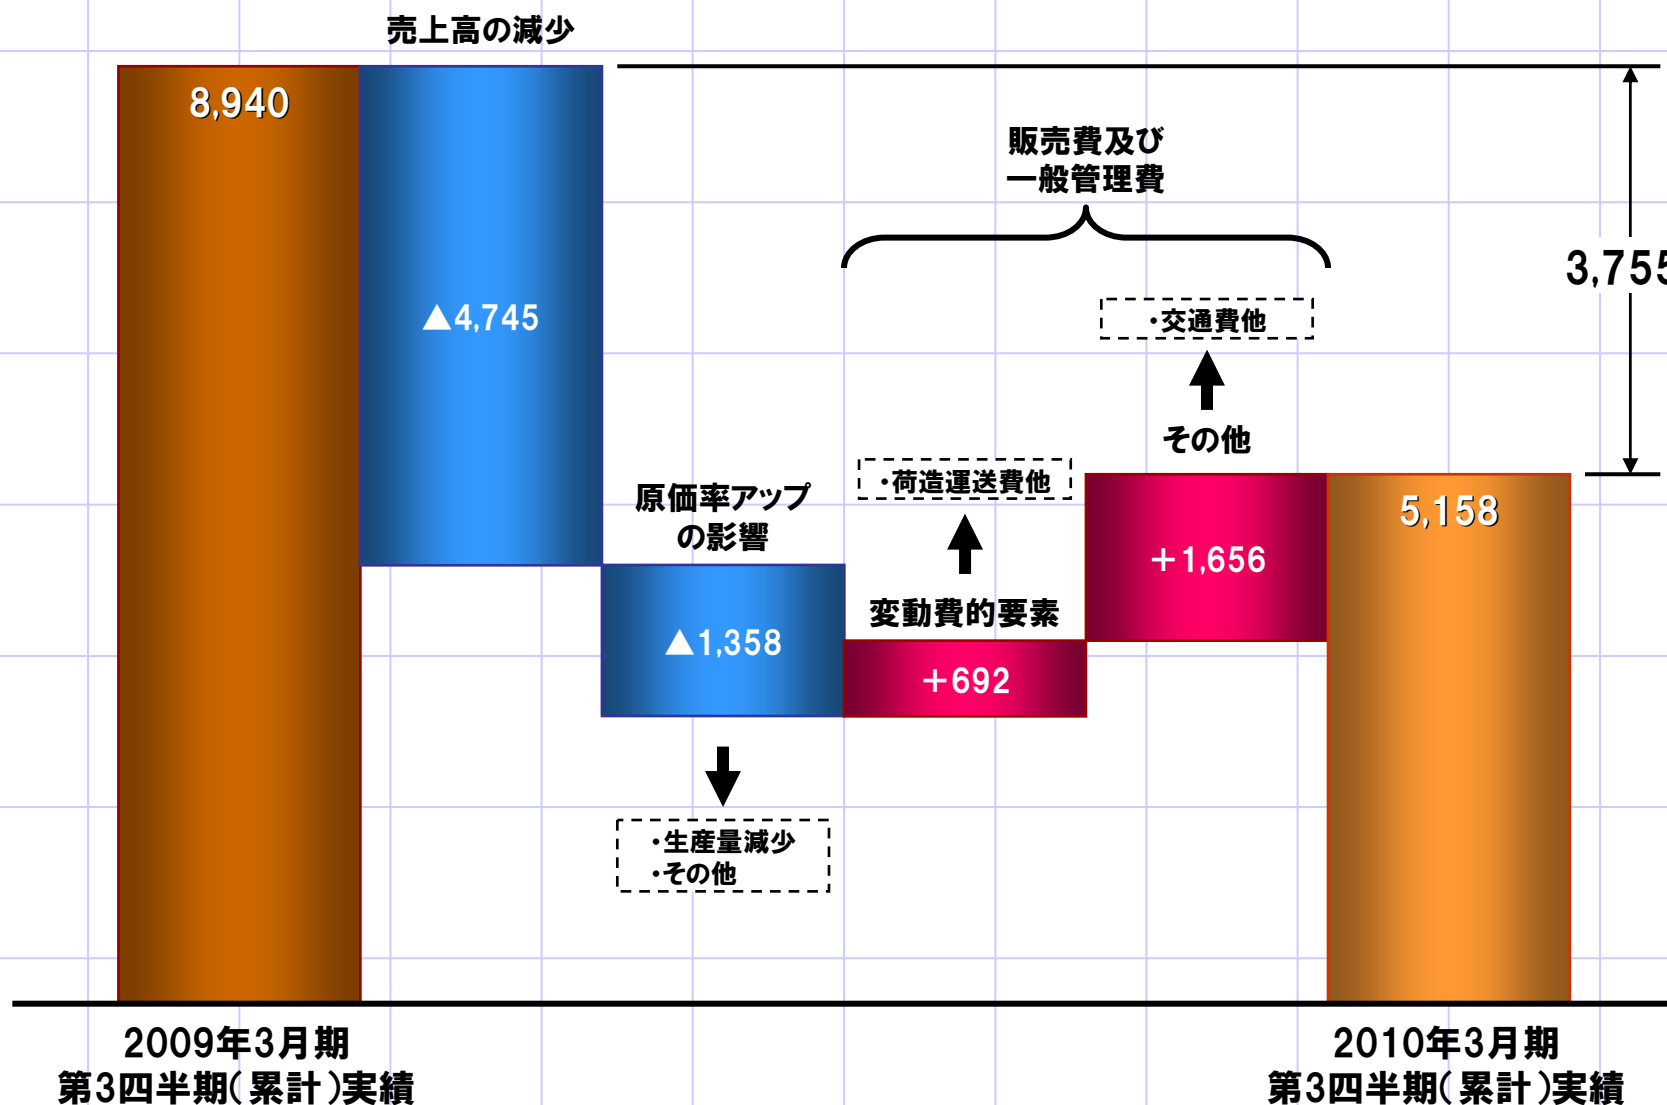 売上高の減少
8,940
販売費及び
一般管理費
3,755
▲4,745
・交通費他
その他
・荷造運送費他
原価率アップ
の影響
5,158
+1,656
変動費的要素
▲1,358
+692
・生産量減少
・その他
2009年3月期
第3四半期(累計)実績
2010年3月期
第3四半期(累計)実績